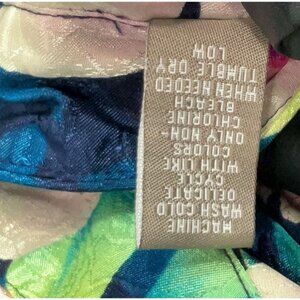 MACHINE
WASH COLD
DELICATE
CYCLE
WITH LIKE
COLORS
ONLY NON-
CHLORINE
BLEACH
WHEN NEEDED
TUMBLE DRY
LOW